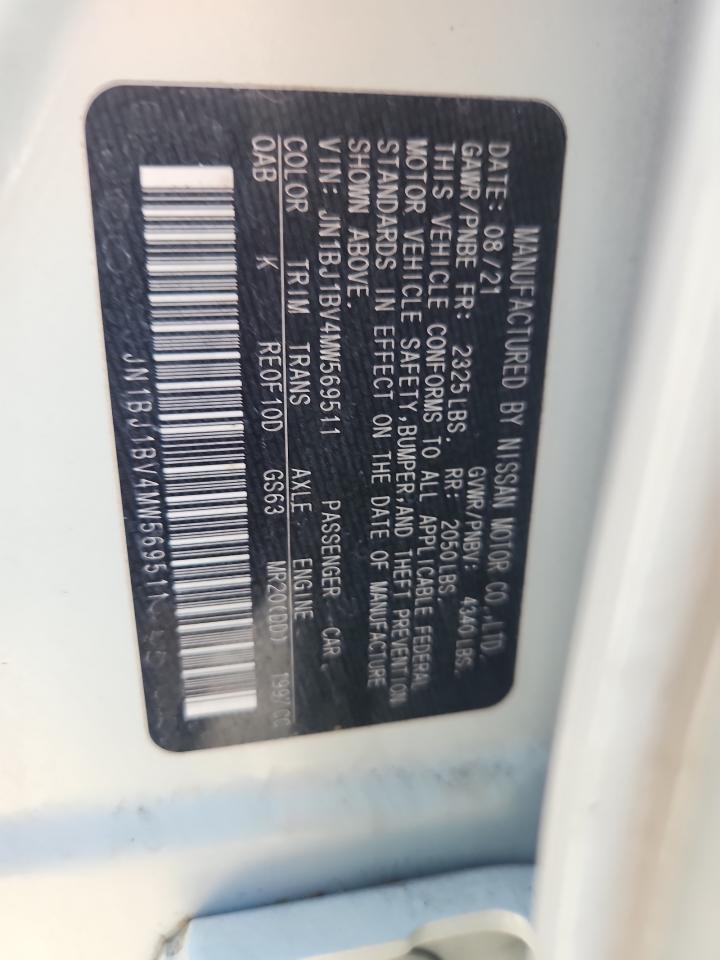 MANUFACTURED BY NISSAN MOTOR CO.,LTD.
DATE: 08/21 GVWR/PNBV: 4340LBS.
GAWR/PNBE FR: 2325LBS. RR: 2050LBS.
THIS VEHICLE CONFORMS TO ALL APPLICABLE FEDERAL
MOTOR VEHICLE SAFETY,BUMPER,AND THEFT PREVENTION
STANDARDS IN EFFECT ON THE DATE OF MANUFACTURE
SHOWN ABOVE.
VIN: JN1BJ1BV4MW569511 PASSENGER CAR
COLOR TRIM TRANS AXLE ENGINE
QAB K RE0F10D GS63 MR20(DD) 1997CC
JN1BJ1BV4MW569511